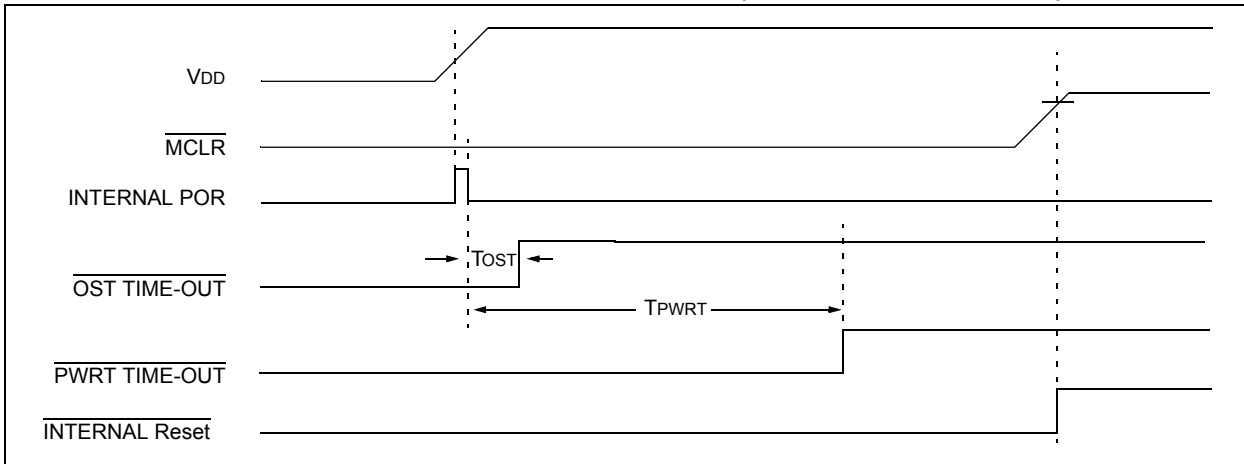 VDD
MCLR
INTERNAL POR
TOST
OST TIME-OUT
TPWRT
PWRT TIME-OUT
INTERNAL Reset